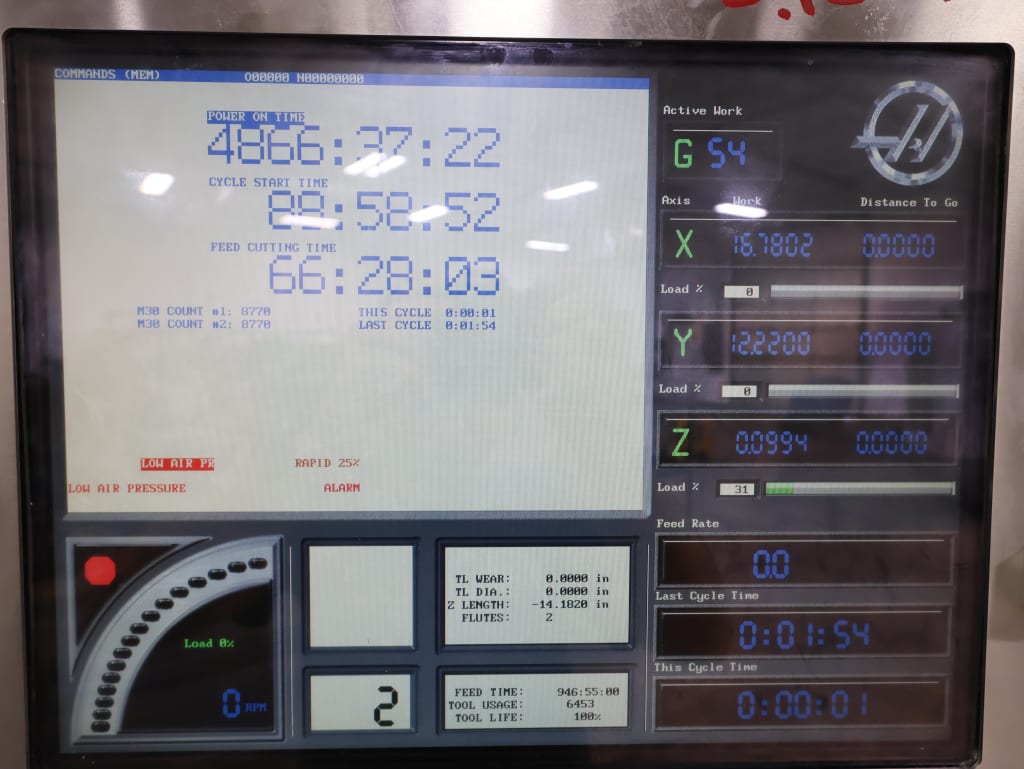 COMMANDS (MEM) O00000 N00000000
POWER ON TIME
4866:37:22
CYCLE START TIME
88:58:52
FEED CUTTING TIME
66:28:03
M30 COUNT #1: 8770 THIS CYCLE 0:00:01
M30 COUNT #2: 8770 LAST CYCLE 0:01:54
LOW AIR PR RAPID 25%
LOW AIR PRESSURE ALARM
Active Work
G 54
Axis Work Distance To Go
X 16.7802 0.0000
Load % 0
Y 12.2200 0.0000
Load % 0
Z 0.0994 0.0000
Load % 31
Feed Rate
0.0
Last Cycle Time
0:01:54
This Cycle Time
0:00:01
Load 0%
0 RPM
2
TL WEAR: 0.0000 in
TL DIA.: 0.0000 in
Z LENGTH: -14.1820 in
FLUTES: 2
FEED TIME: 946:55:00
TOOL USAGE: 6453
TOOL LIFE: 100%